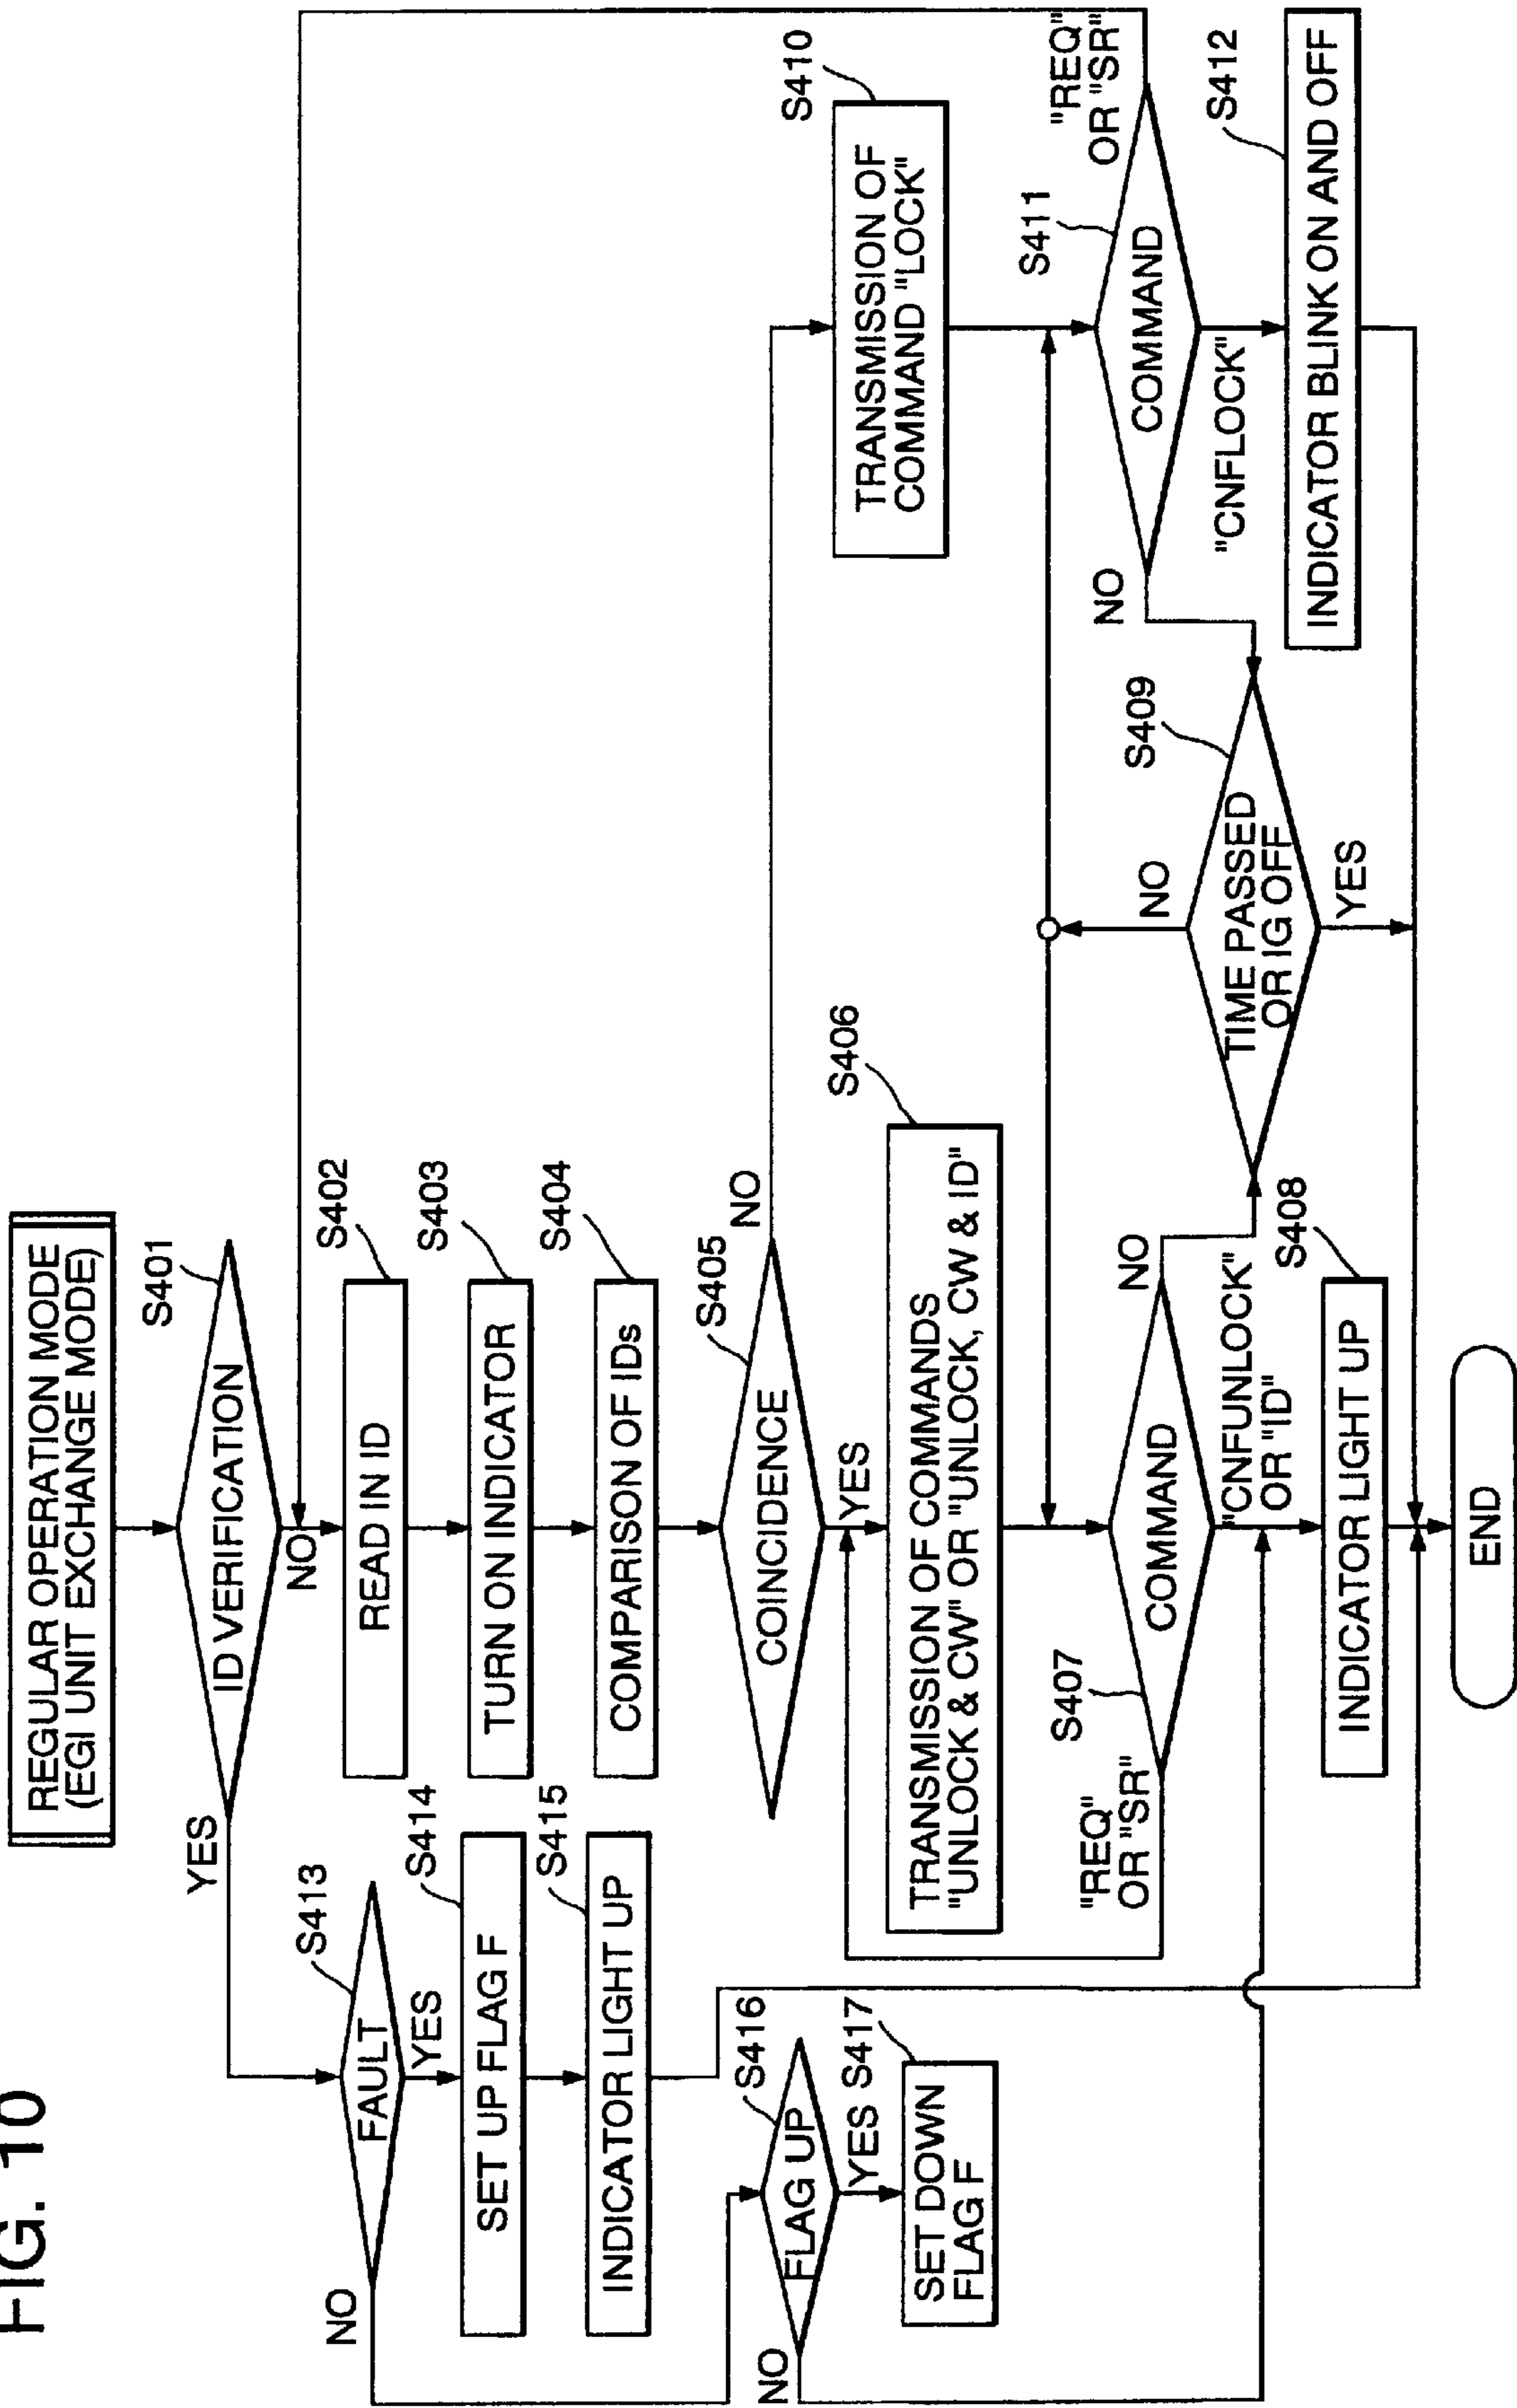 FIG. 10
REGULAR OPERATION MODE
(EGI UNIT EXCHANGE MODE)
S401
ID VERIFICATION
YES
NO
S402
READ IN ID
S403
TURN ON INDICATOR
S404
COMPARISON OF IDs
S405
COINCIDENCE
NO
YES
S406
TRANSMISSION OF COMMANDS
"UNLOCK & CW" OR "UNLOCK, CW & ID"
S407
COMMAND
"REQ"
OR "SR"
NO
"CNFUNLOCK"
OR "ID"
S408
INDICATOR LIGHT UP
END
S409
TIME PASSED
OR IG OFF
NO
YES
S410
TRANSMISSION OF
COMMAND "LOCK"
S411
COMMAND
"REQ"
OR "SR"
NO
"CNFLOCK"
S412
INDICATOR BLINK ON AND OFF
S413
FAULT
NO
YES
S414
SET UP FLAG F
S415
INDICATOR LIGHT UP
S416
FLAG UP
NO
YES
S417
SET DOWN
FLAG F